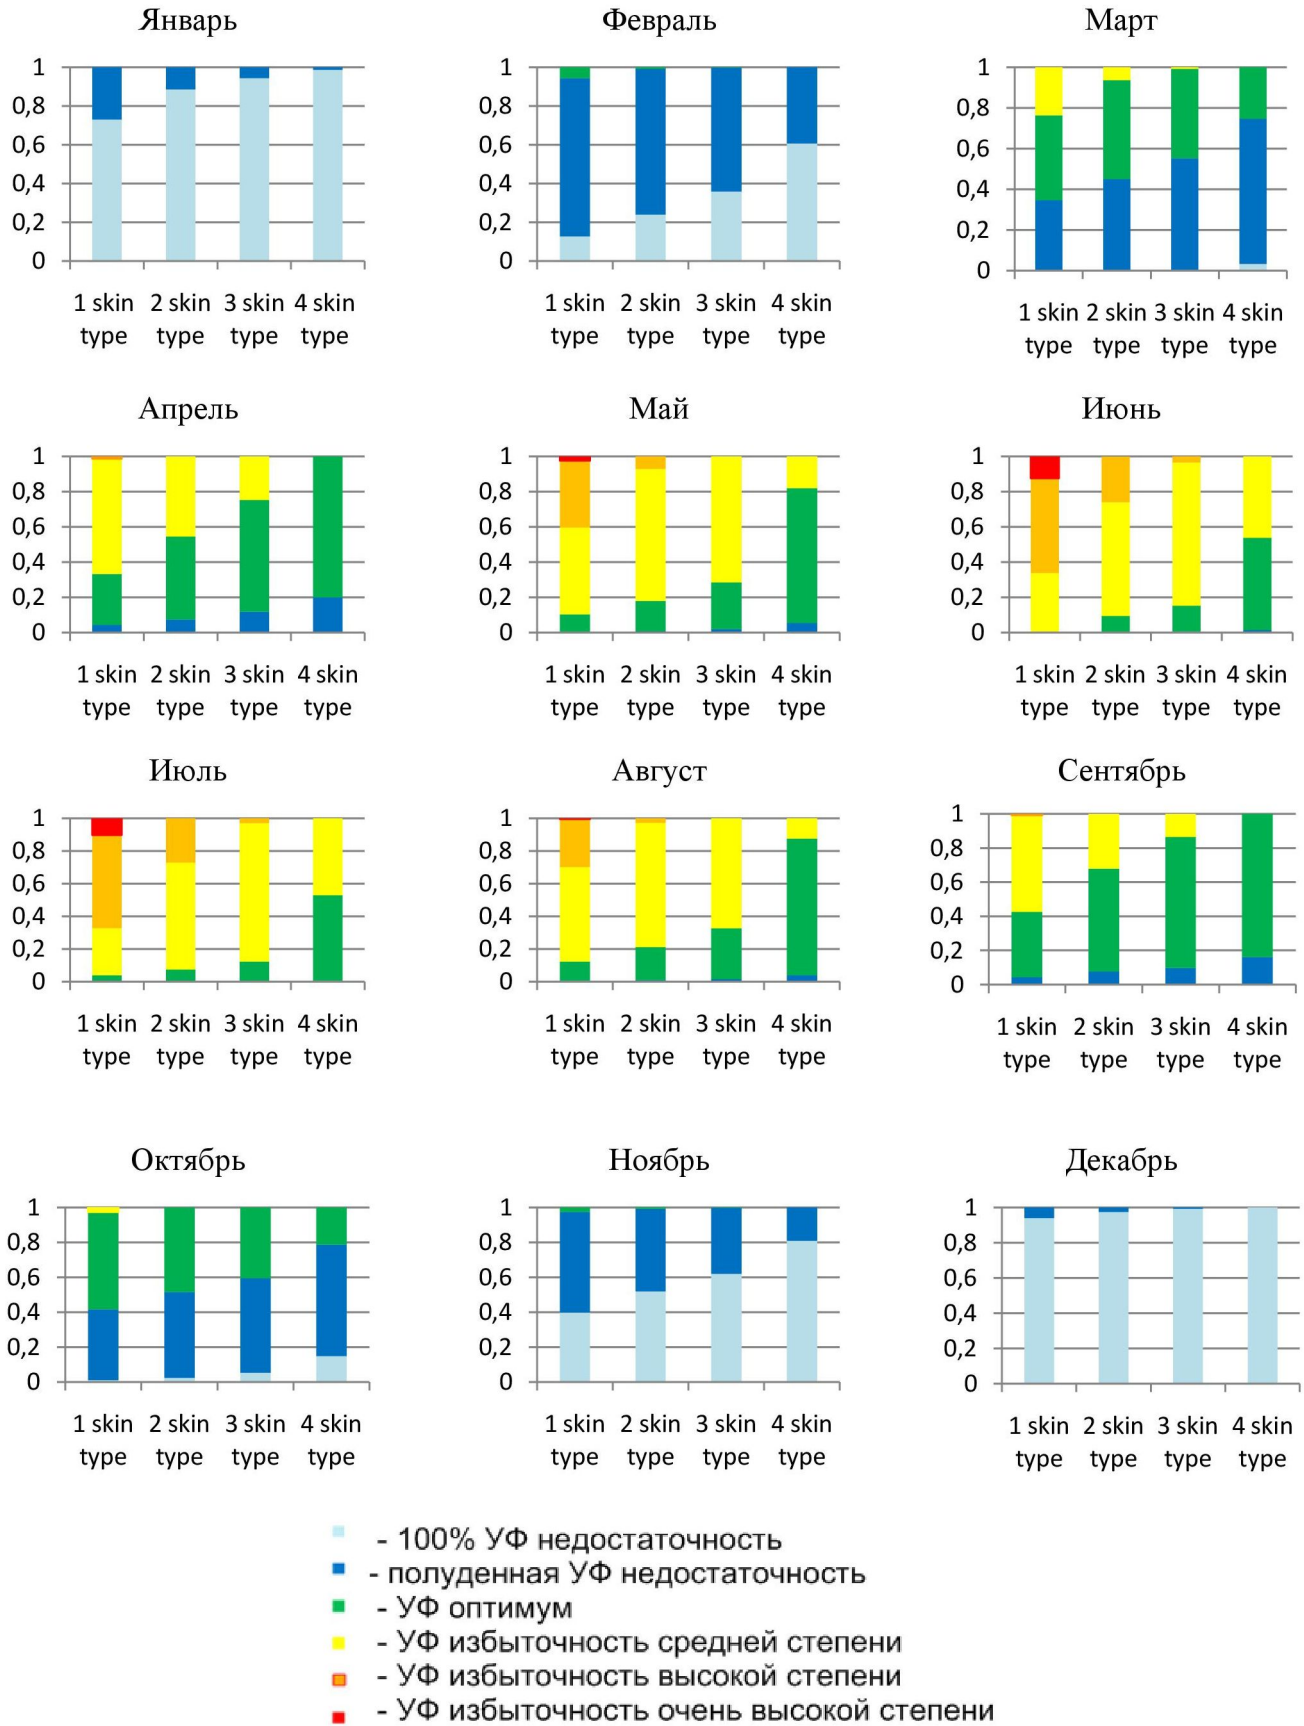 Январь Февраль Март
1 1 1
0,8 0,8 0,8
0,6 0,6 0,6
0,4 0,4 0,4
0,2 0,2 0,2
0 0 0
1 skin 2 skin 3 skin 4 skin 1 skin 2 skin 3 skin 4 skin 1 skin 2 skin 3 skin 4 skin
type type type type type type type type type type type type
Апрель Май Июнь
1 1 1
0,8 0,8 0,8
0,6 0,6 0,6
0,4 0,4 0,4
0,2 0,2 0,2
0 0 0
1 skin 2 skin 3 skin 4 skin 1 skin 2 skin 3 skin 4 skin 1 skin 2 skin 3 skin 4 skin
type type type type type type type type type type type type
Июль Август Сентябрь
1 1 1
0,8 0,8 0,8
0,6 0,6 0,6
0,4 0,4 0,4
0,2 0,2 0,2
0 0 0
1 skin 2 skin 3 skin 4 skin 1 skin 2 skin 3 skin 4 skin 1 skin 2 skin 3 skin 4 skin
type type type type type type type type type type type type
Октябрь Ноябрь Декабрь
1 1 1
0,8 0,8 0,8
0,6 0,6 0,6
0,4 0,4 0,4
0,2 0,2 0,2
0 0 0
1 skin 2 skin 3 skin 4 skin 1 skin 2 skin 3 skin 4 skin 1 skin 2 skin 3 skin 4 skin
type type type type type type type type type type type type
- 100% УФ недостаточность
- полуденная УФ недостаточность
- УФ оптимум
- УФ избыточность средней степени
- УФ избыточность высокой степени
- УФ избыточность очень высокой степени